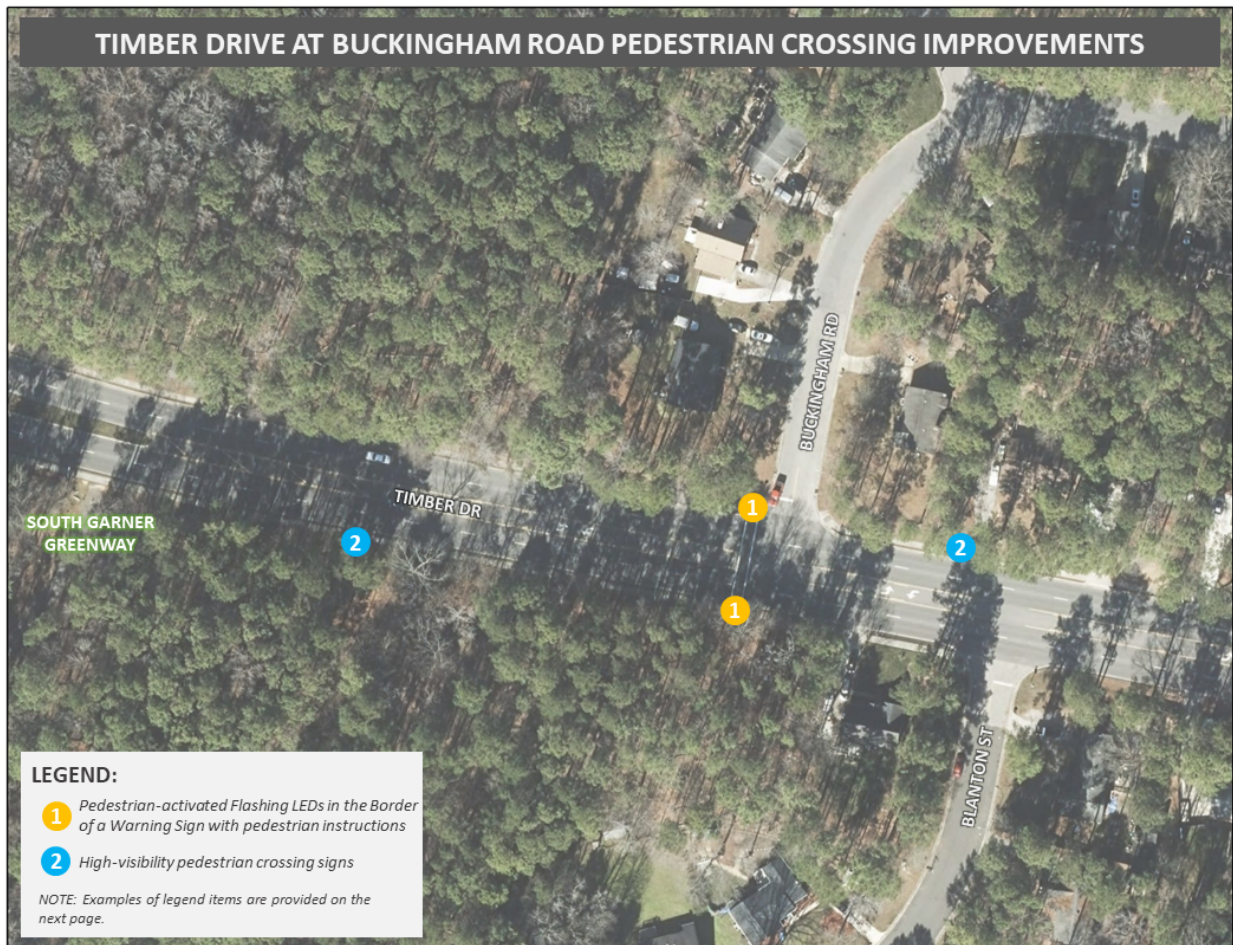 TIMBER DRIVE AT BUCKINGHAM ROAD PEDESTRIAN CROSSING IMPROVEMENTS
BUCKINGHAM RD
TIMBER DR
1
SOUTH GARNER
GREENWAY
2
2
1
BLANTON ST
LEGEND:
1
Pedestrian-activated Flashing LEDs in the Border
of a Warning Sign with pedestrian instructions
2
High-visibility pedestrian crossing signs
NOTE: Examples of legend items are provided on the
next page.